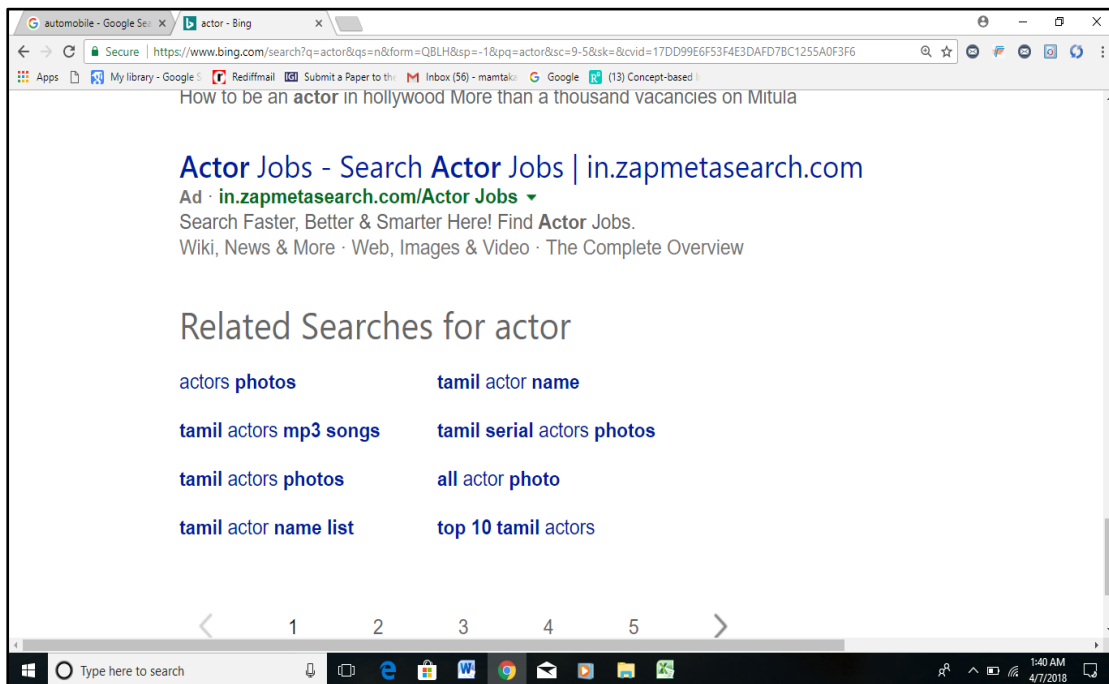 automobile - Google Sea
actor - Bing
Secure | https://www.bing.com/search?q=actor&qs=n&form=QBLH&sp=-1&pq=actor&sc=9-5&sk=&cvid=17DD99E6F53F4E3DAFD7BC1255A0F3F6
Apps My library - Google S Rediffmail Submit a Paper to the Inbox (56) - mamtaka Google (13) Concept-based i
How to be an actor in hollywood More than a thousand vacancies on Mitula
Actor Jobs - Search Actor Jobs | in.zapmetasearch.com
Ad · in.zapmetasearch.com/Actor Jobs
Search Faster, Better & Smarter Here! Find Actor Jobs.
Wiki, News & More · Web, Images & Video · The Complete Overview
Related Searches for actor
actors photos
tamil actor name
tamil actors mp3 songs
tamil serial actors photos
tamil actors photos
all actor photo
tamil actor name list
top 10 tamil actors
1 2 3 4 5
Type here to search
1:40 AM
4/7/2018